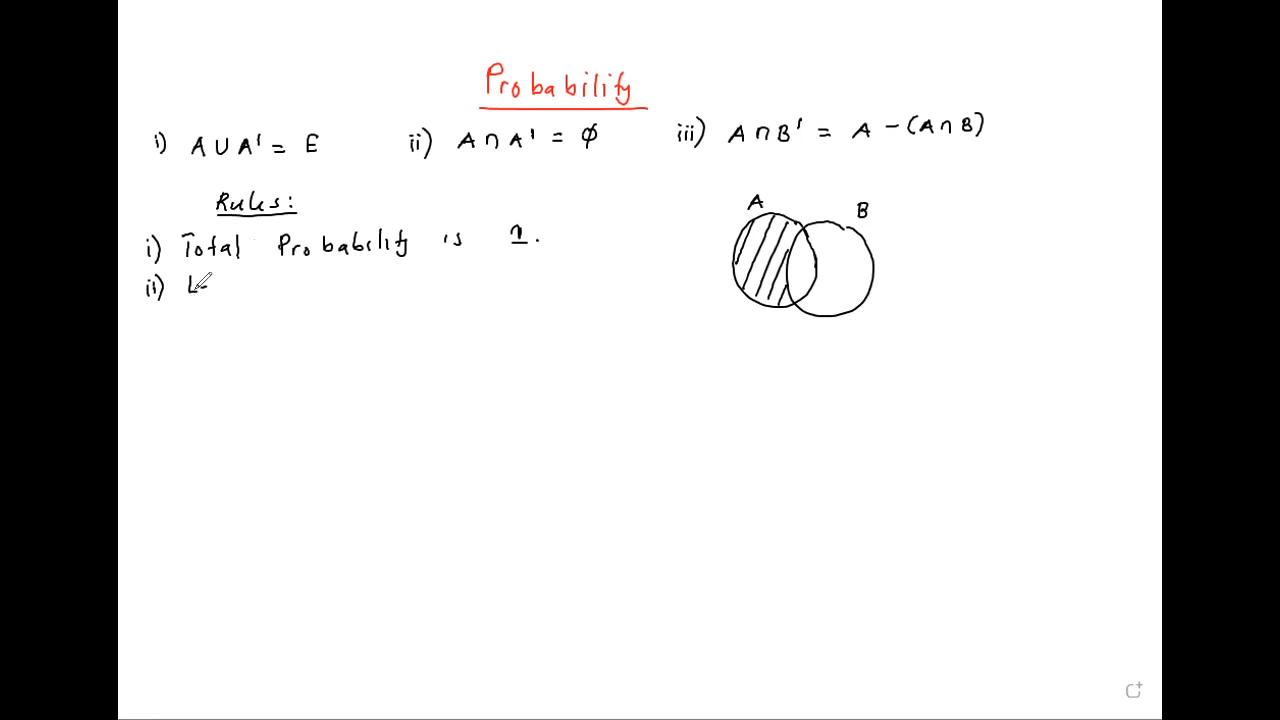 Probability
i) A ∪ A' = E ii) A ∩ A' = ϕ iii) A ∩ B' = A - (A ∩ B)
Rules:
A B
i) Total Probability is 1.
ii)